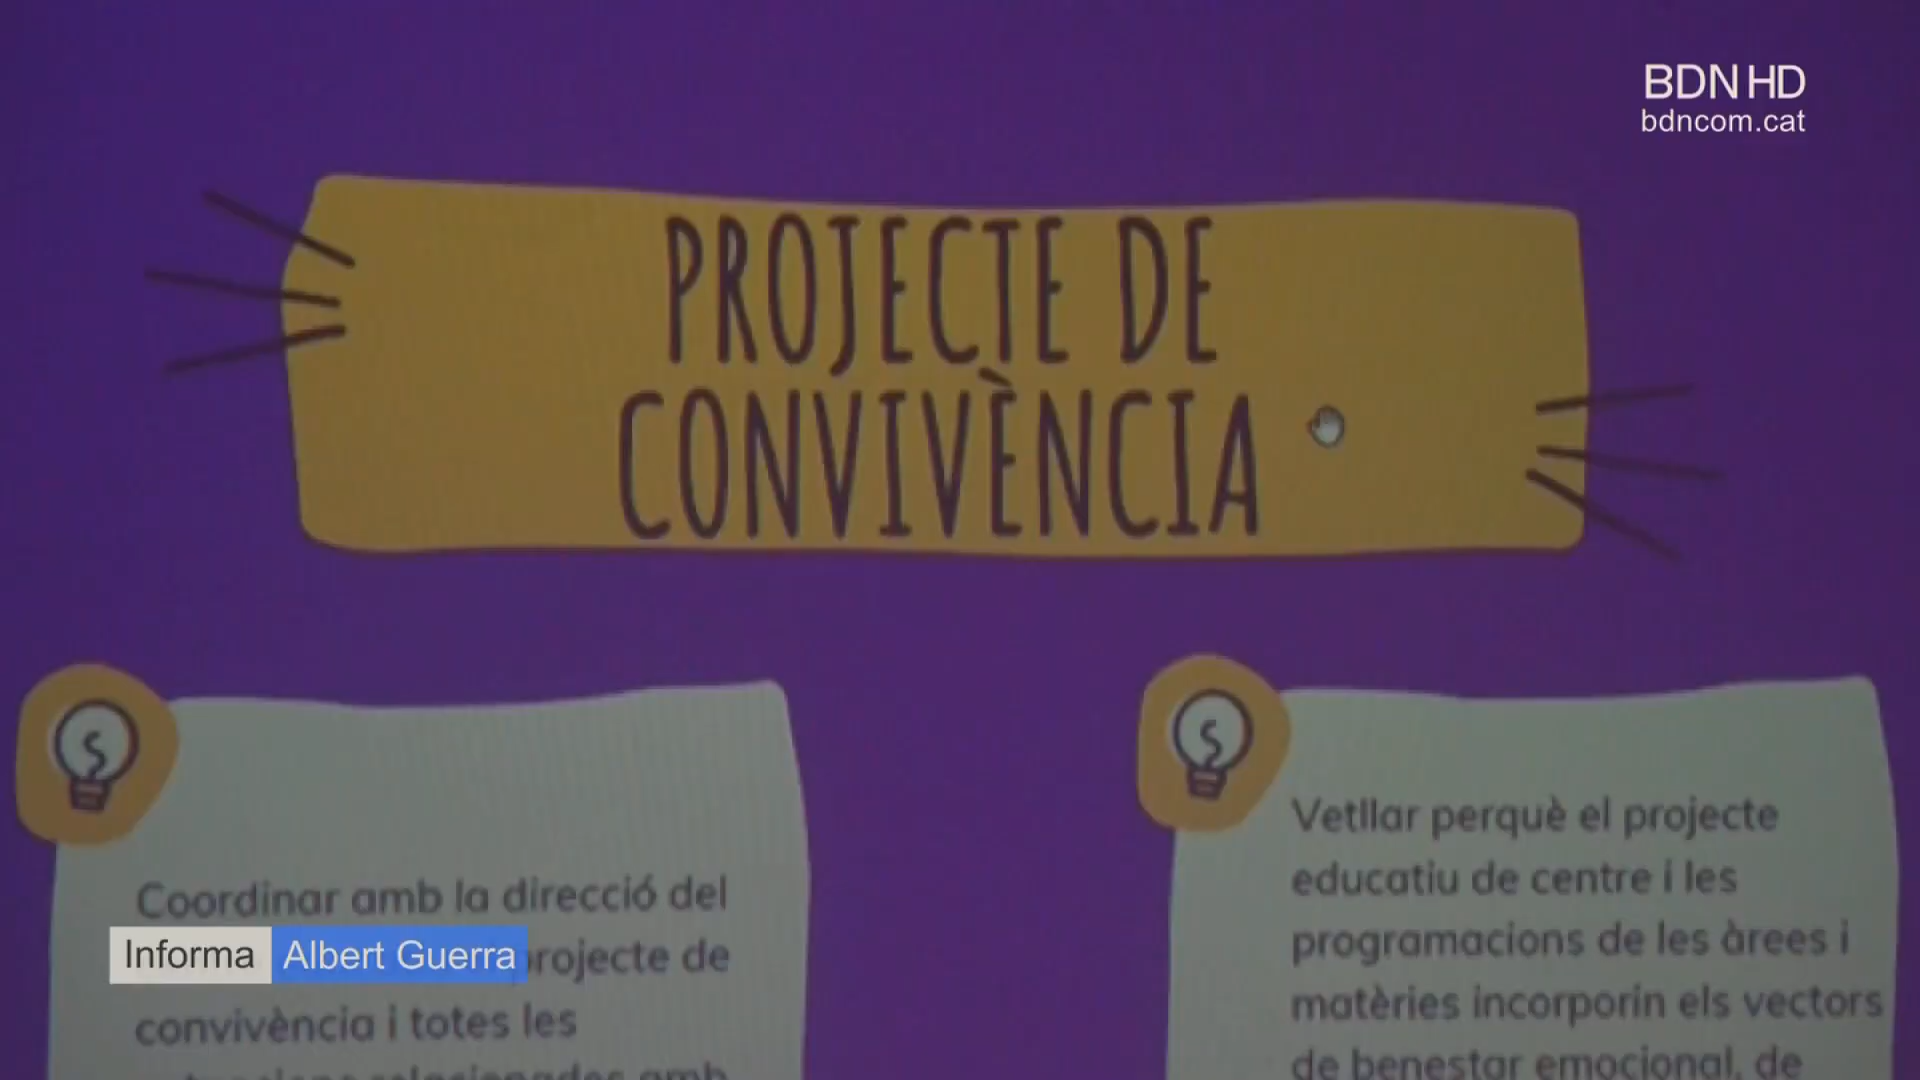 BDN HD
bdncom.cat
PROJECTE DE
CONVIVÈNCIA
Coordinar amb la direcció del
projecte de
convivència i totes les
relacionades amb
Informa Albert Guerra
Vetllar perquè el projecte
educatiu de centre i les
programacions de les àrees i
matèries incorporin els vectors
de benestar emocional, de